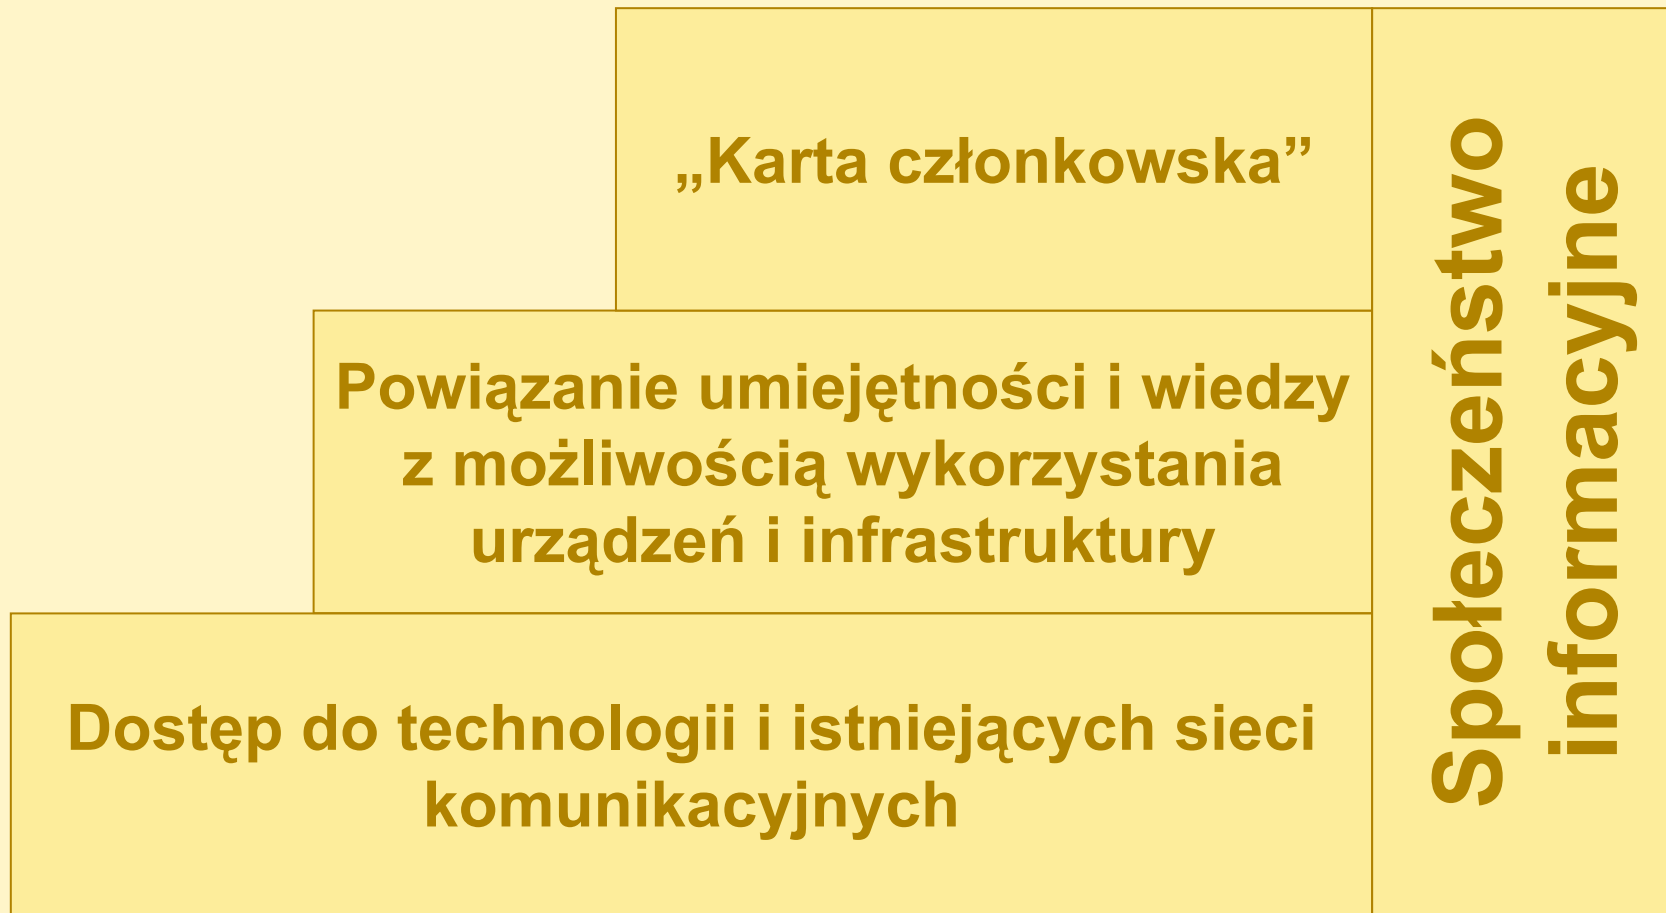 „Karta członkowska”
Powiązanie umiejętności i wiedzy
z możliwością wykorzystania
urządzeń i infrastruktury
Dostęp do technologii i istniejących sieci
komunikacyjnych
Społeczeństwo
informacyjne